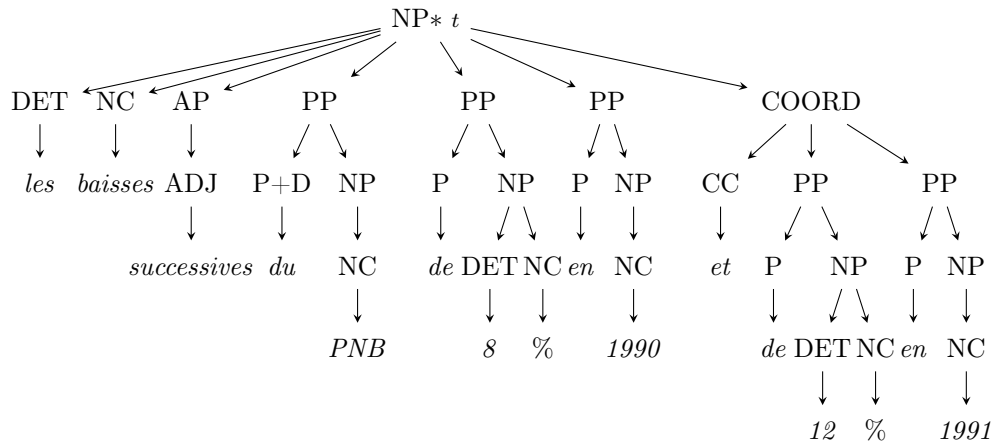 NP* t
DET NC AP PP PP PP COORD
les baisses ADJ P+D NP P NP P NP CC PP PP
successives du NC de DET NC en NC et P NP P NP
PNB 8 % 1990 de DET NC en NC
12 % 1991